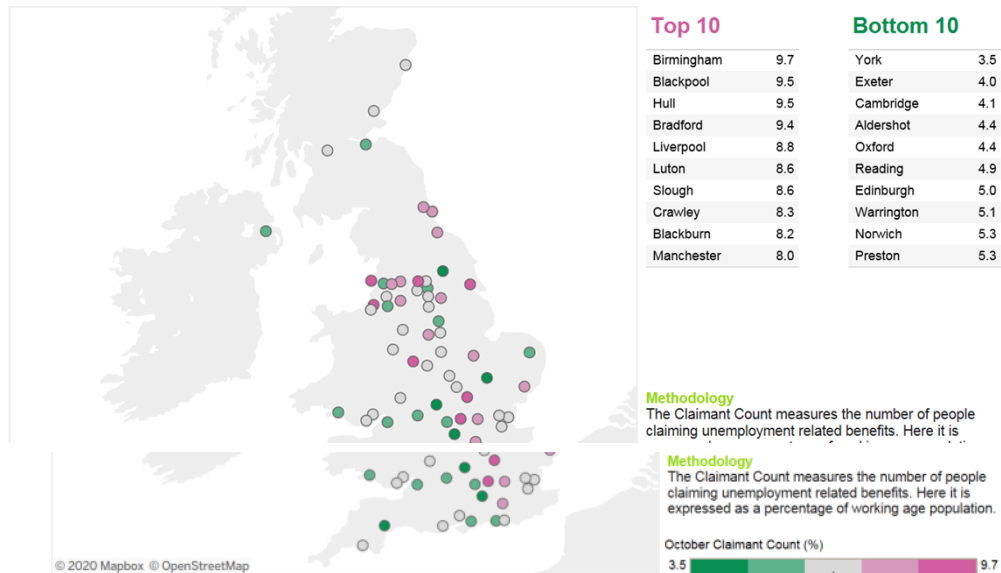 Top 10
Birmingham 9.7
Blackpool 9.5
Hull 9.5
Bradford 9.4
Liverpool 8.8
Luton 8.6
Slough 8.6
Crawley 8.3
Blackburn 8.2
Manchester 8.0
Bottom 10
York 3.5
Exeter 4.0
Cambridge 4.1
Aldershot 4.4
Oxford 4.4
Reading 4.9
Edinburgh 5.0
Warrington 5.1
Norwich 5.3
Preston 5.3
Methodology
The Claimant Count measures the number of people
claiming unemployment related benefits. Here it is
Methodology
The Claimant Count measures the number of people
claiming unemployment related benefits. Here it is
expressed as a percentage of working age population.
October Claimant Count (%)
3.5 9.7
© 2020 Mapbox © OpenStreetMap